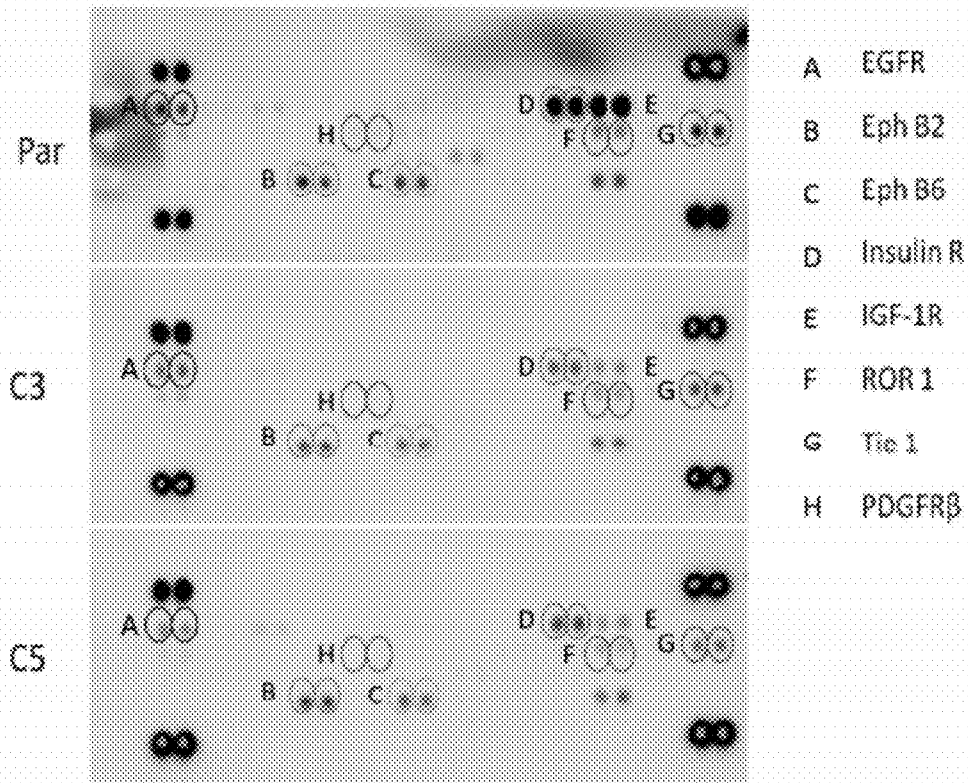 Par
A
D
E
H
F
G
B
C
C3
A
D
E
H
F
G
B
C
C5
A
D
E
H
F
G
B
C
A EGFR
B Eph B2
C Eph B6
D Insulin R
E IGF-1R
F ROR 1
G Tie 1
H PDGFRβ